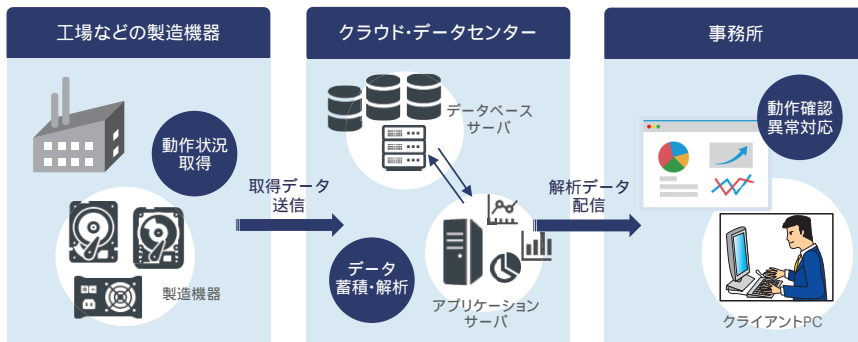 工場などの製造機器
動作状況
取得
製造機器
取得データ
送信
クラウド・データセンター
データベース
サーバ
データ
蓄積・解析
アプリケーション
サーバ
解析データ
配信
事務所
動作確認
異常対応
クライアントPC